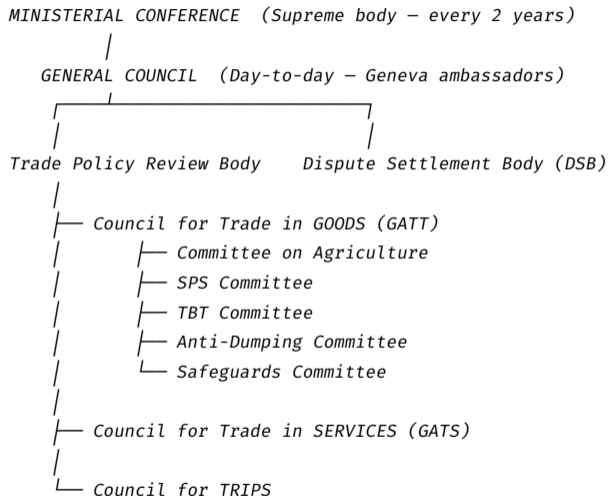 MINISTERIAL CONFERENCE (Supreme body — every 2 years)
GENERAL COUNCIL (Day-to-day — Geneva ambassadors)
Trade Policy Review Body Dispute Settlement Body (DSB)
Council for Trade in GOODS (GATT)
Committee on Agriculture
SPS Committee
TBT Committee
Anti-Dumping Committee
Safeguards Committee
Council for Trade in SERVICES (GATS)
Council for TRIPS